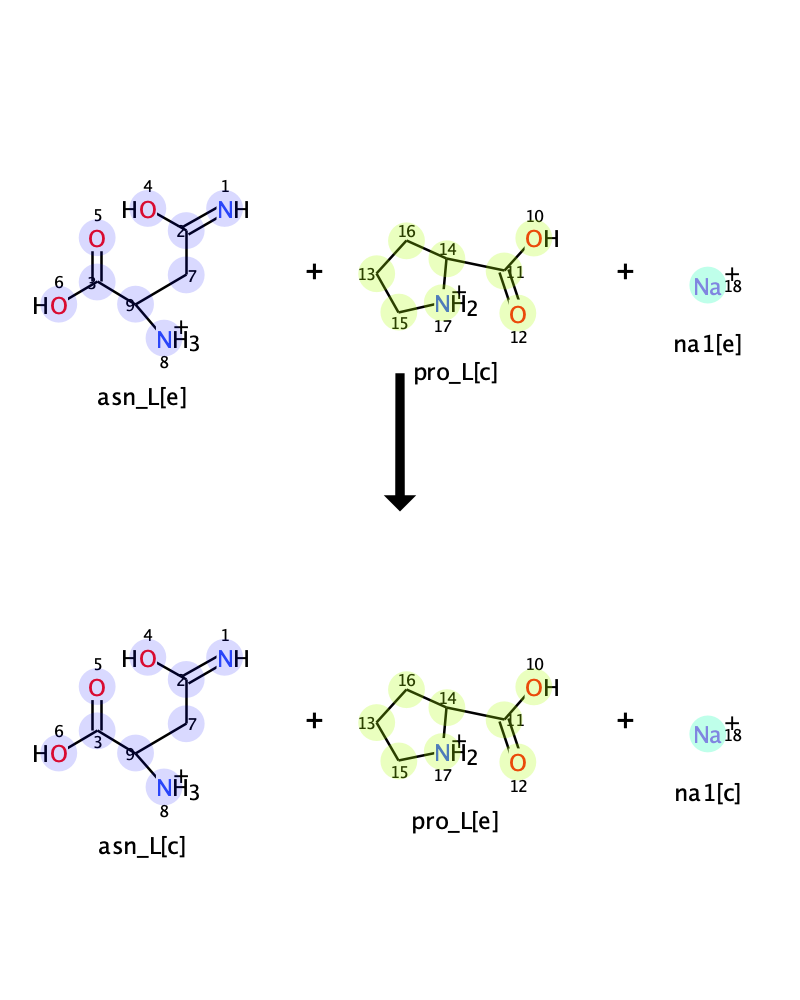 4 1
HO NH
5 2
O 7
6 3
HO 9
NH3+
8
asn_L[e]
+
16 14 10
OH
13 11
15 NH2+
17 O
12
pro_L[c]
+
Na+
18
na1[e]
4 1
HO NH
5 2
O 7
6 3
HO 9
NH3+
8
asn_L[c]
+
16 14 10
OH
13 11
15 NH2+
17 O
12
pro_L[e]
+
Na+
18
na1[c]